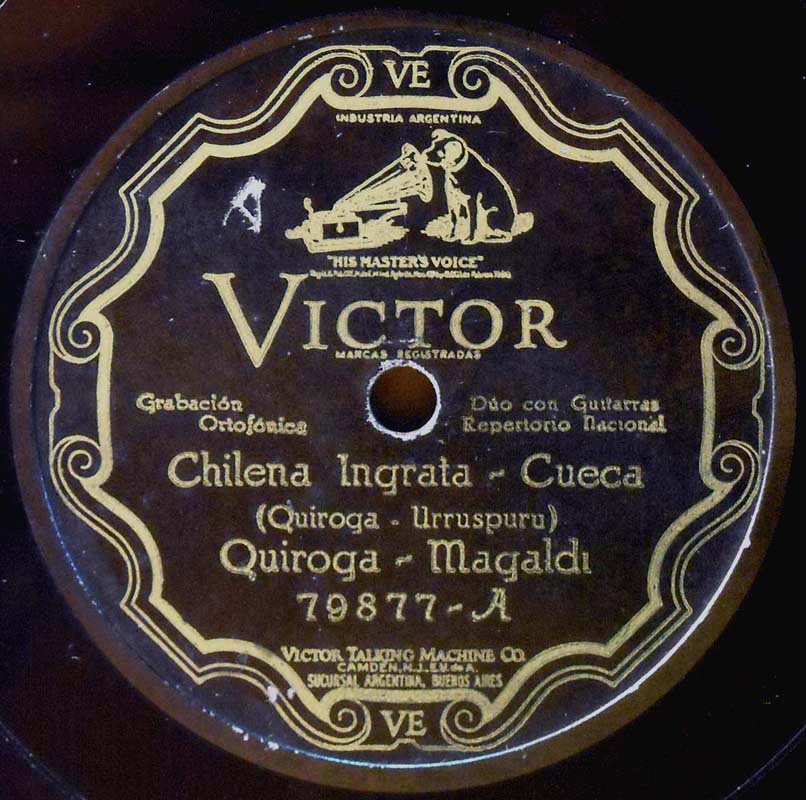 VE
INDUSTRIA ARGENTINA
"HIS MASTER'S VOICE"
VICTOR
MARCAS REGISTRADAS
Grabación
Ortofónica
Dúo con Guitarras
Repertorio Nacional
Chilena Ingrata - Cueca
(Quiroga - Urruspuru)
Quiroga - Magaldi
79877-A
VICTOR TALKING MACHINE CO.
CAMDEN, N.J., E.U. de A.
SUCURSAL ARGENTINA, BUENOS AIRES
VE